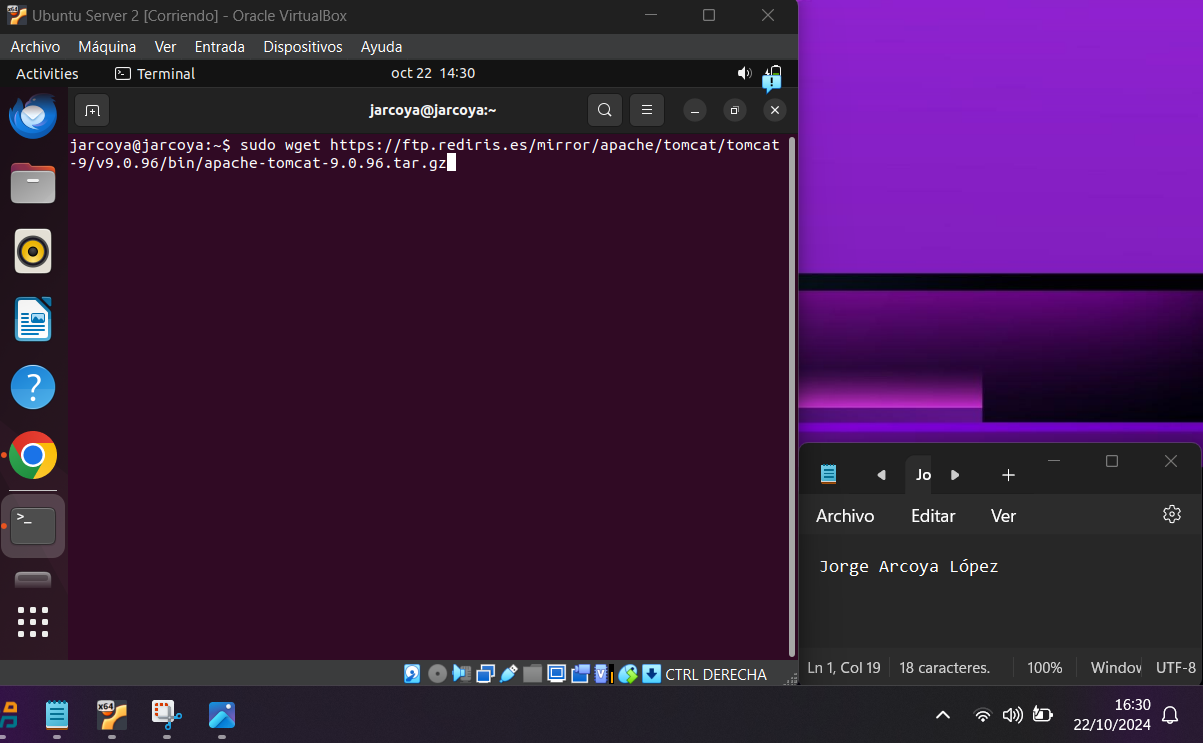 Ubuntu Server 2 [Corriendo] - Oracle VirtualBox
Archivo Máquina Ver Entrada Dispositivos Ayuda
Activities Terminal oct 22 14:30
jarcoya@jarcoya:~
jarcoya@jarcoya:~$ sudo wget https://ftp.rediris.es/mirror/apache/tomcat/tomcat
-9/v9.0.96/bin/apache-tomcat-9.0.96.tar.gz
CTRL DERECHA
Jo
Archivo Editar Ver
Jorge Arcoya López
Ln 1, Col 19 18 caracteres. 100% Window UTF-8
x64
16:30
22/10/2024